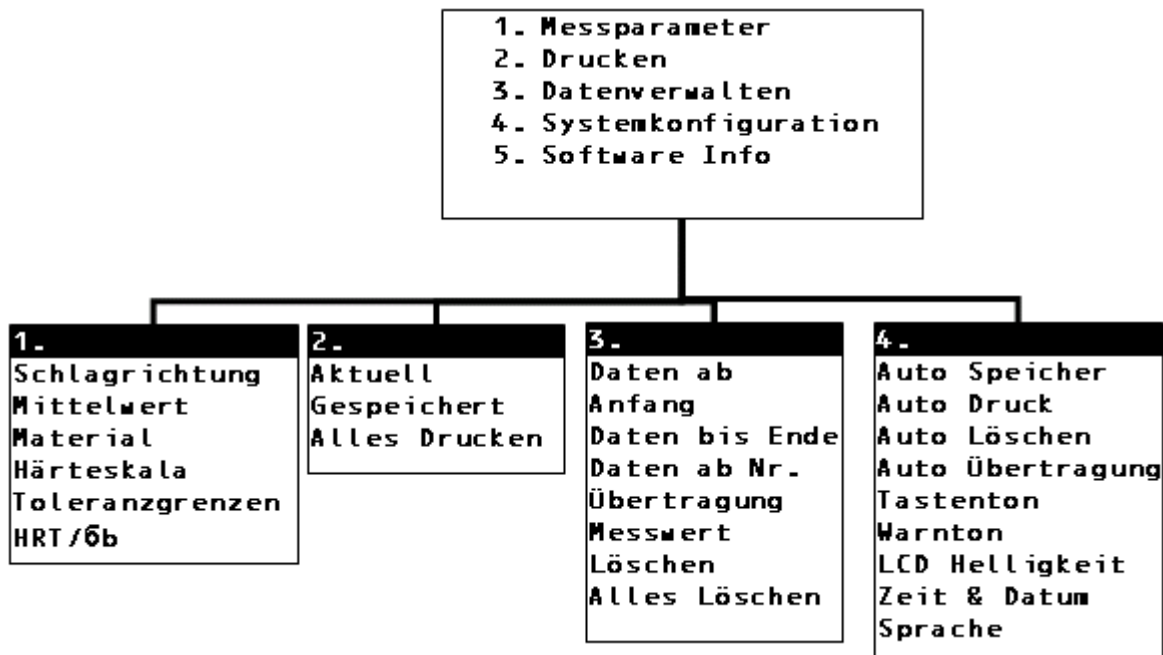 1. Messparameter
2. Drucken
3. Datenverwalten
4. Systemkonfiguration
5. Software Info
1.
Schlagrichtung
Mittelwert
Material
Härteskala
Toleranzgrenzen
HRT/бb
2.
Aktuell
Gespeichert
Alles Drucken
3.
Daten ab
Anfang
Daten bis Ende
Daten ab Nr.
Übertragung
Messwert
Löschen
Alles Löschen
4.
Auto Speicher
Auto Druck
Auto Löschen
Auto Übertragung
Tastenton
Warnton
LCD Helligkeit
Zeit & Datum
Sprache